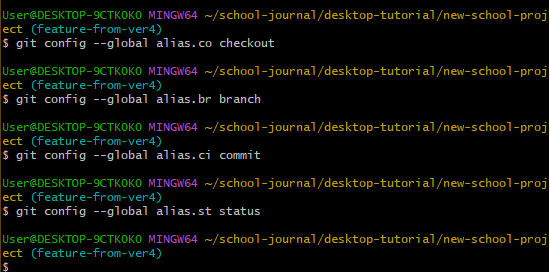 User@DESKTOP-9CTKOKO MINGW64 ~/school-journal/desktop-tutorial/new-school-proj
ect (feature-from-ver4)
$ git config --global alias.co checkout
User@DESKTOP-9CTKOKO MINGW64 ~/school-journal/desktop-tutorial/new-school-proj
ect (feature-from-ver4)
$ git config --global alias.br branch
User@DESKTOP-9CTKOKO MINGW64 ~/school-journal/desktop-tutorial/new-school-proj
ect (feature-from-ver4)
$ git config --global alias.ci commit
User@DESKTOP-9CTKOKO MINGW64 ~/school-journal/desktop-tutorial/new-school-proj
ect (feature-from-ver4)
$ git config --global alias.st status
User@DESKTOP-9CTKOKO MINGW64 ~/school-journal/desktop-tutorial/new-school-proj
ect (feature-from-ver4)
$